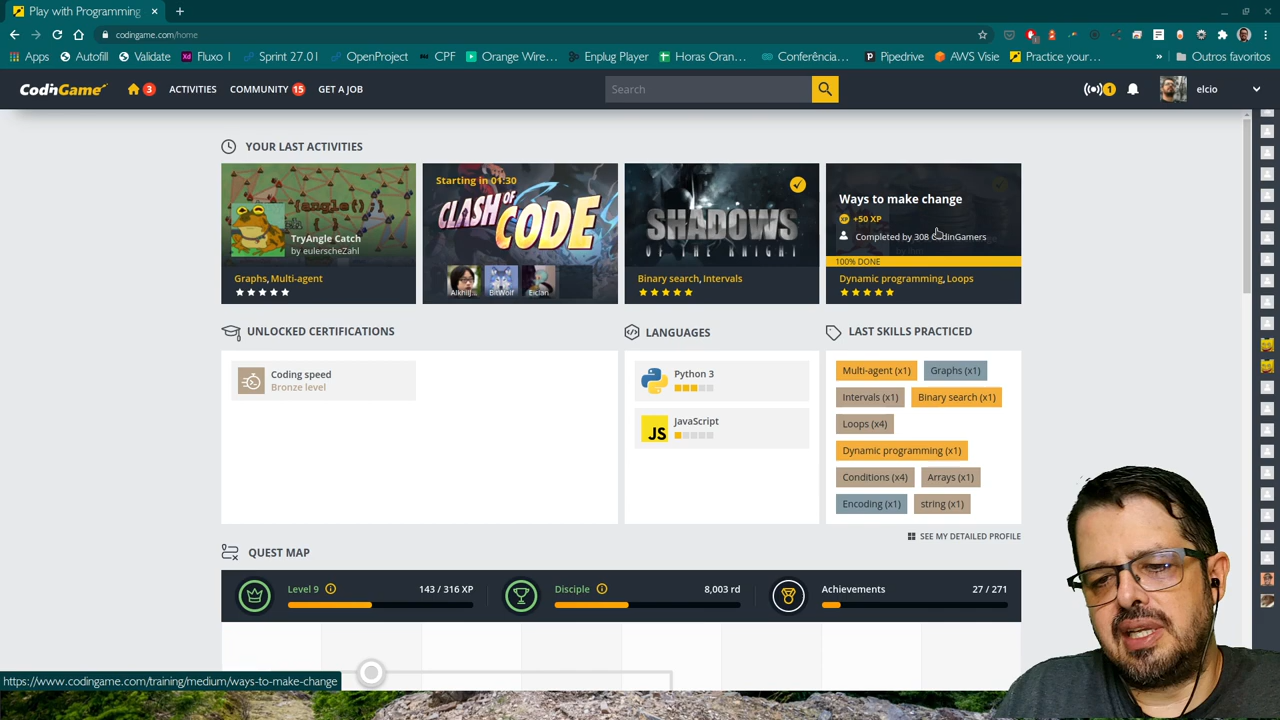 Play with Programming
codingame.com/home
Apps Autofill Validate Fluxo I Sprint 27.01 OpenProject CPF Orange Wire... Enplug Player Horas Oran... Conferência... Pipedrive AWS Visie Practice your... » Outros favoritos
CodinGame 3 ACTIVITIES COMMUNITY 15 GET A JOB Search 1 elcio
YOUR LAST ACTIVITIES
TryAngle Catch
by eulerscheZahl
Graphs, Multi-agent
Starting in 01:30
CLASH OF CODE
BitWolf
SHADOWS
OF THE KNIGHT
Binary search, Intervals
Ways to make change
XP +50 XP
Completed by 308 CodinGamers
100% DONE
Dynamic programming, Loops
UNLOCKED CERTIFICATIONS
Coding speed
Bronze level
LANGUAGES
Python 3
JS JavaScript
LAST SKILLS PRACTICED
Multi-agent (x1) Graphs (x1)
Intervals (x1) Binary search (x1)
Loops (x4)
Dynamic programming (x1)
Conditions (x4) Arrays (x1)
Encoding (x1) string (x1)
SEE MY DETAILED PROFILE
QUEST MAP
Level 9 143 / 316 XP Disciple 8,003 rd Achievements 27 / 271
https://www.codingame.com/training/medium/ways-to-make-change